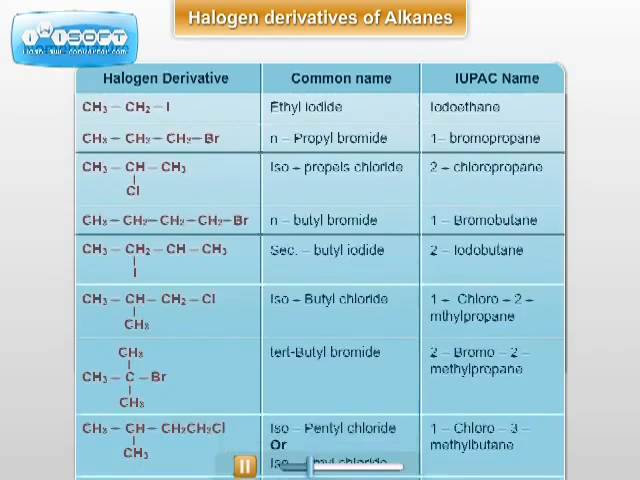 Halogen derivatives of Alkanes
Halogen Derivative Common name IUPAC Name
CH₃ – CH₂ – I Ethyl iodide Iodoethane
CH₃ – CH₂ – CH₂ – Br n – Propyl bromide 1– bromopropane
CH₃ – CH – CH₃ Iso – propels chloride 2 – chloropropane
Cl
CH₃ – CH₂ – CH₂ – CH₂ – Br n – butyl bromide 1 – Bromobutane
CH₃ – CH₂ – CH – CH₃ Sec. – butyl iodide 2 – Iodobutane
I
CH₃ – CH – CH₂ – Cl Iso – Butyl chloride 1 – Chloro – 2 –
CH₃ mthylpropane
CH₃
CH₃ – C – Br tert-Butyl bromide 2 – Bromo – 2 –
methylpropane
CH₃
CH₃ – CH – CH₂CH₂Cl Iso – Pentyl chloride 1 – Chloro – 3 –
CH₃ Or methylbutane